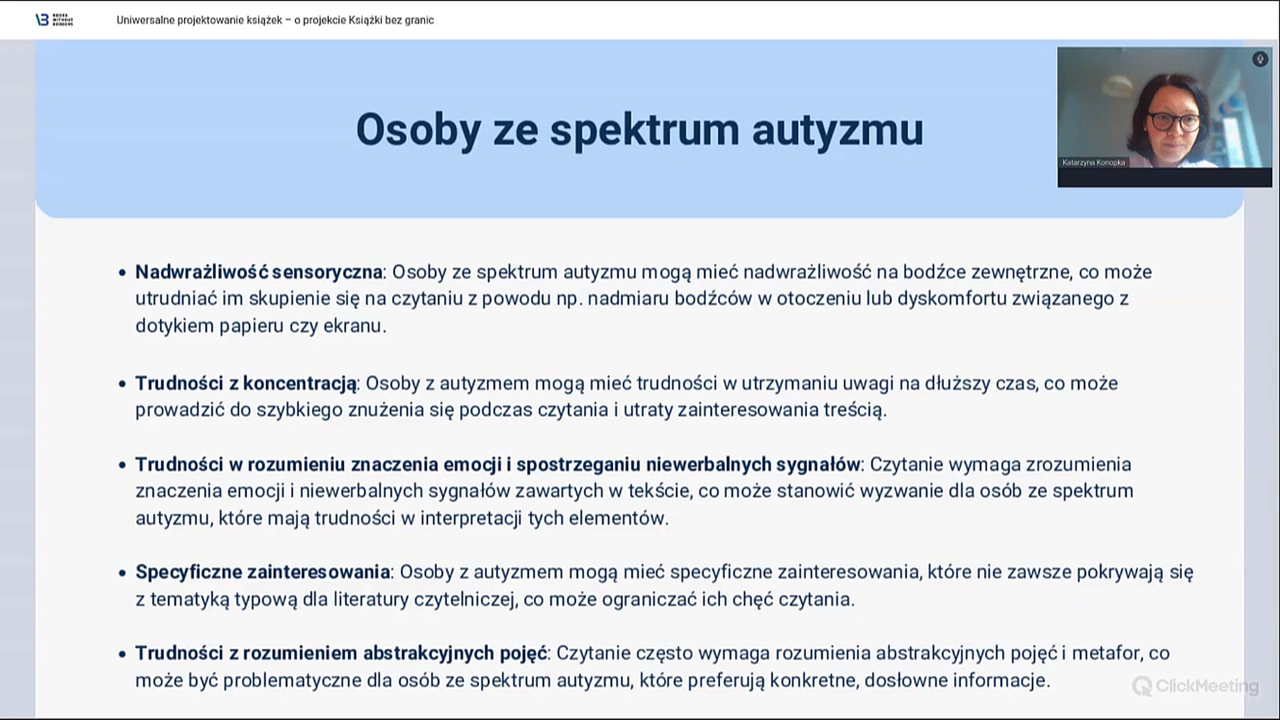 BOOKS
WITHOUT
BORDERS
Uniwersalne projektowanie książek – o projekcie Książki bez granic
Osoby ze spektrum autyzmu
Katarzyna Konopka
• Nadwrażliwość sensoryczna: Osoby ze spektrum autyzmu mogą mieć nadwrażliwość na bodźce zewnętrzne, co może
utrudniać im skupienie się na czytaniu z powodu np. nadmiaru bodźców w otoczeniu lub dyskomfortu związanego z
dotykiem papieru czy ekranu.
• Trudności z koncentracją: Osoby z autyzmem mogą mieć trudności w utrzymaniu uwagi na dłuższy czas, co może
prowadzić do szybkiego znużenia się podczas czytania i utraty zainteresowania treścią.
• Trudności w rozumieniu znaczenia emocji i spostrzeganiu niewerbalnych sygnałów: Czytanie wymaga zrozumienia
znaczenia emocji i niewerbalnych sygnałów zawartych w tekście, co może stanowić wyzwanie dla osób ze spektrum
autyzmu, które mają trudności w interpretacji tych elementów.
• Specyficzne zainteresowania: Osoby z autyzmem mogą mieć specyficzne zainteresowania, które nie zawsze pokrywają się
z tematyką typową dla literatury czytelniczej, co może ograniczać ich chęć czytania.
• Trudności z rozumieniem abstrakcyjnych pojęć: Czytanie często wymaga rozumienia abstrakcyjnych pojęć i metafor, co
może być problematyczne dla osób ze spektrum autyzmu, które preferują konkretne, dosłowne informacje.
ClickMeeting